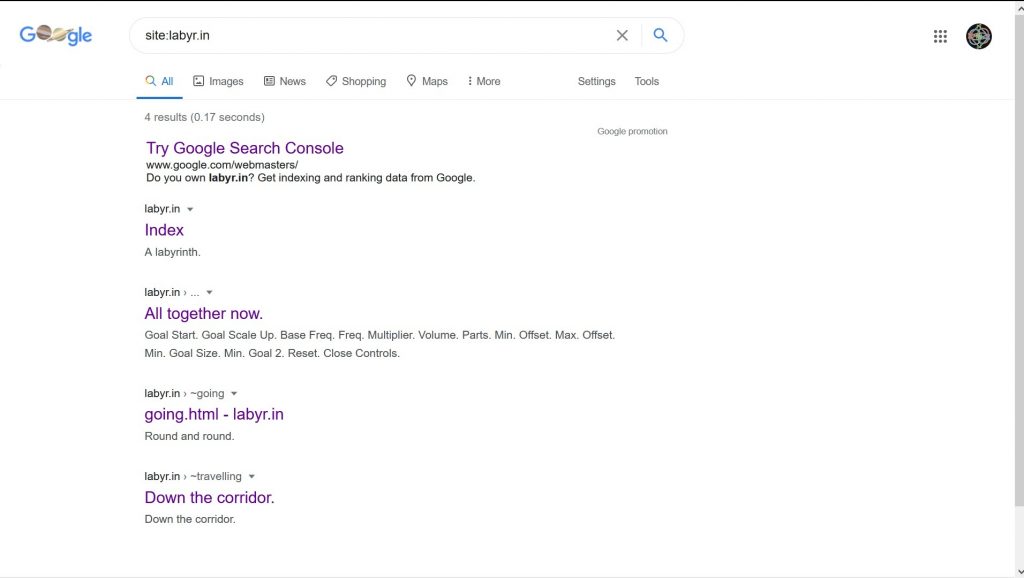 Google
site:labyr.in
All Images News Shopping Maps More Settings Tools
4 results (0.17 seconds)
Google promotion
Try Google Search Console
www.google.com/webmasters/
Do you own labyr.in? Get indexing and ranking data from Google.
labyr.in
Index
A labyrinth.
labyr.in › ...
All together now.
Goal Start. Goal Scale Up. Base Freq. Freq. Multiplier. Volume. Parts. Min. Offset. Max. Offset.
Min. Goal Size. Min. Goal 2. Reset. Close Controls.
labyr.in › ~going
going.html - labyr.in
Round and round.
labyr.in › ~travelling
Down the corridor.
Down the corridor.